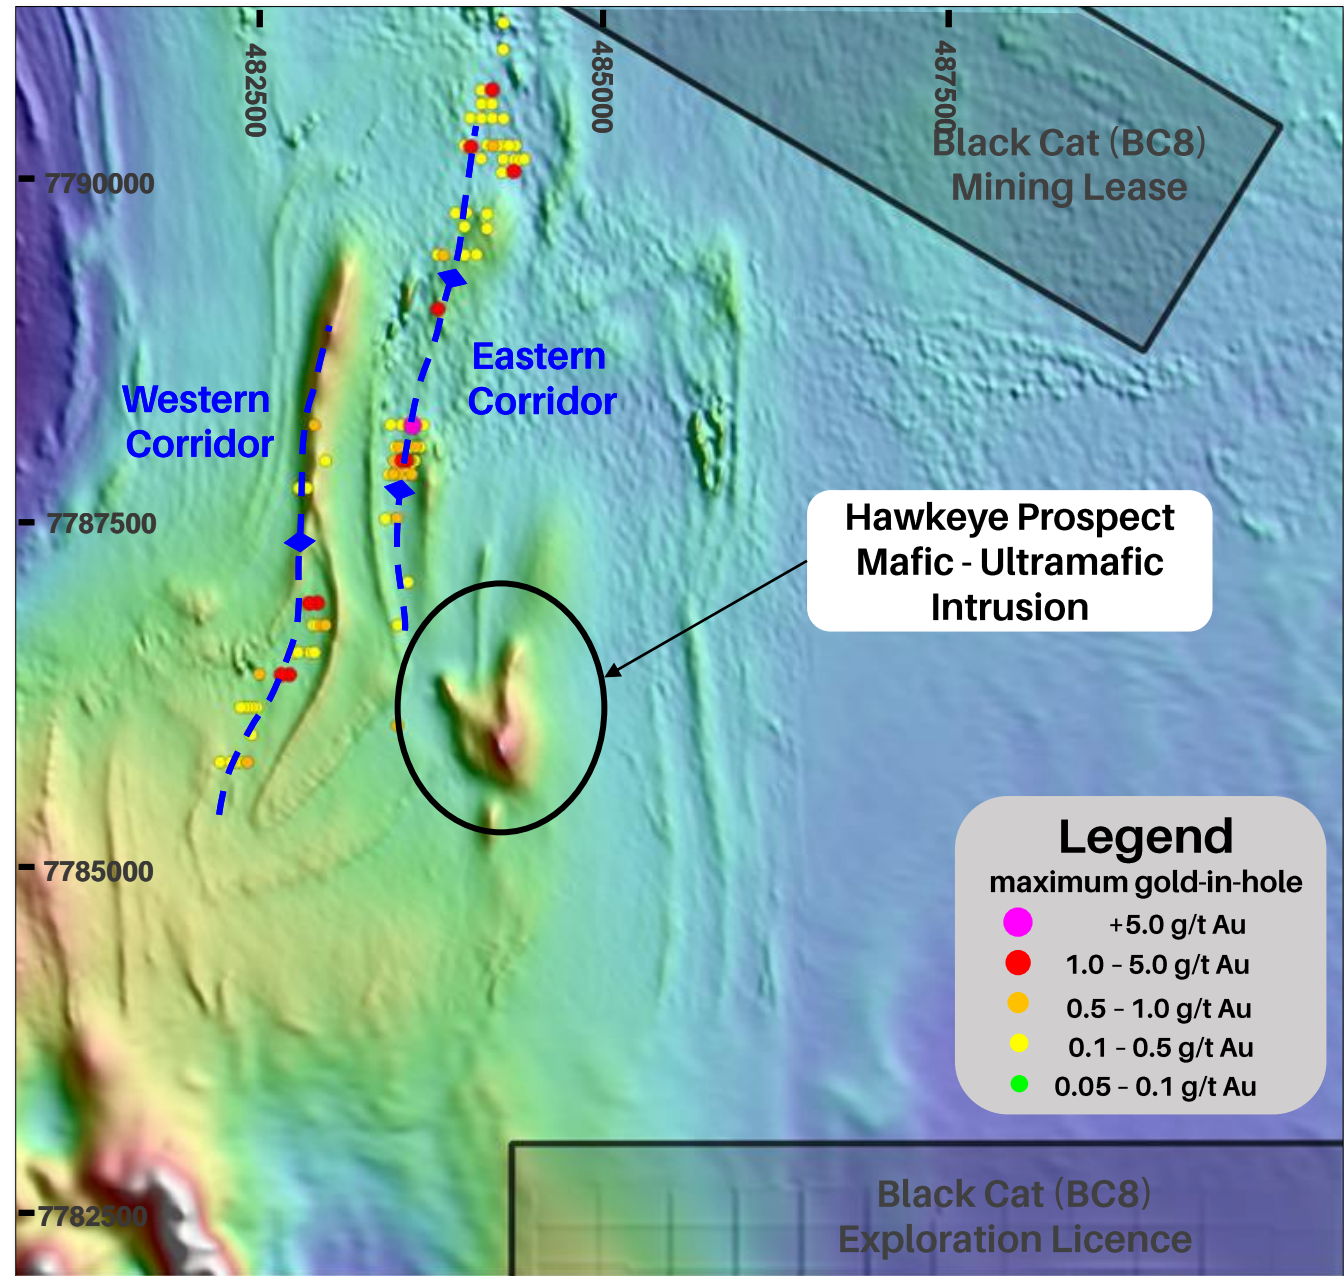 482500
485000
487500
Black Cat (BC8)
Mining Lease
7790000
Eastern
Corridor
Western
Corridor
7787500
Hawkeye Prospect
Mafic - Ultramafic
Intrusion
7785000
Legend
maximum gold-in-hole
+5.0 g/t Au
1.0 – 5.0 g/t Au
0.5 – 1.0 g/t Au
0.1 – 0.5 g/t Au
0.05 – 0.1 g/t Au
7782500
Black Cat (BC8)
Exploration Licence